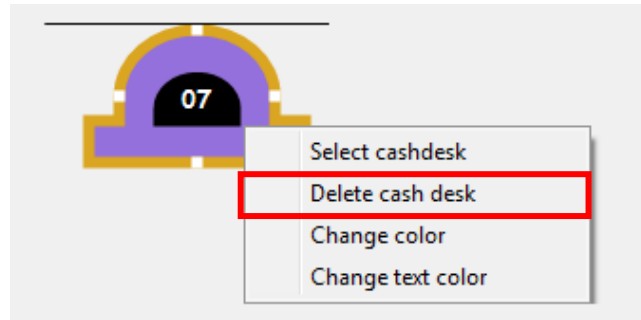 07
Select cashdesk
Delete cash desk
Change color
Change text color